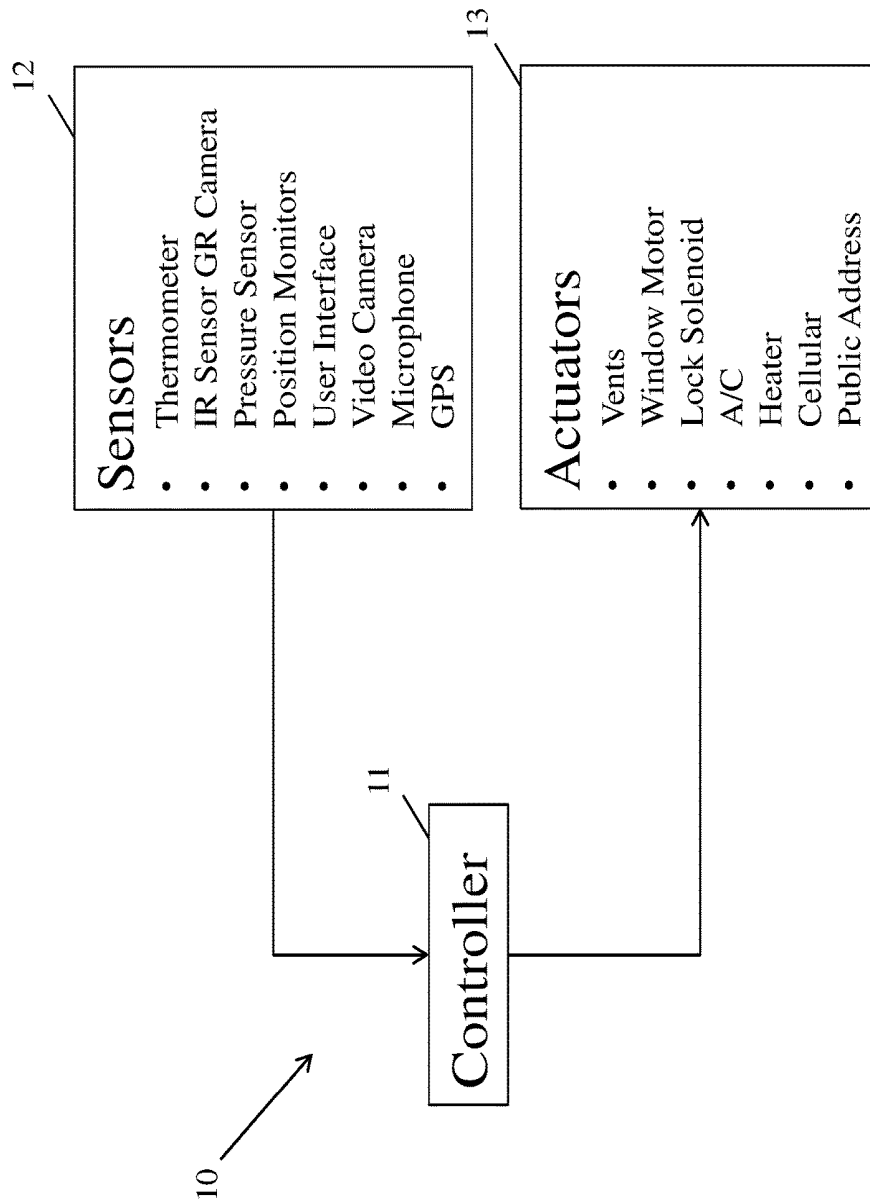 10
Controller
11
12
Sensors
• Thermometer
• IR Sensor GR Camera
• Pressure Sensor
• Position Monitors
• User Interface
• Video Camera
• Microphone
• GPS
13
Actuators
• Vents
• Window Motor
• Lock Solenoid
• A/C
• Heater
• Cellular
• Public Address